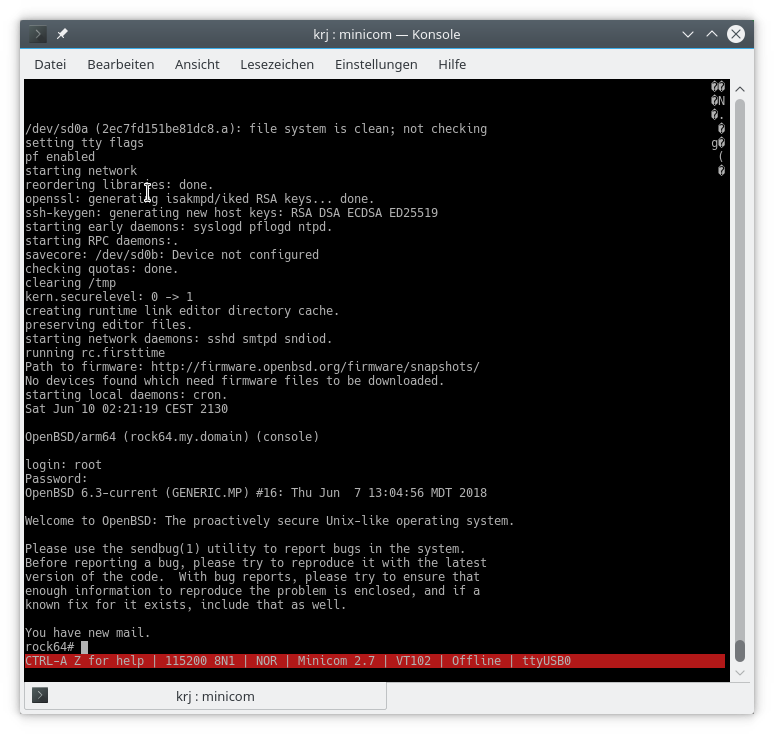 krj : minicom — Konsole
Datei Bearbeiten Ansicht Lesezeichen Einstellungen Hilfe
��
�N
�.
/dev/sd0a (2ec7fd151be81dc8.a): file system is clean; not checking �
setting tty flags g�
pf enabled (
starting network �
reordering libraries: done.
openssl: generating isakmpd/iked RSA keys... done.
ssh-keygen: generating new host keys: RSA DSA ECDSA ED25519
starting early daemons: syslogd pflogd ntpd.
starting RPC daemons:.
savecore: /dev/sd0b: Device not configured
checking quotas: done.
clearing /tmp
kern.securelevel: 0 -> 1
creating runtime link editor directory cache.
preserving editor files.
starting network daemons: sshd smtpd sndiod.
running rc.firsttime
Path to firmware: http://firmware.openbsd.org/firmware/snapshots/
No devices found which need firmware files to be downloaded.
starting local daemons: cron.
Sat Jun 10 02:21:19 CEST 2130
OpenBSD/arm64 (rock64.my.domain) (console)
login: root
Password:
OpenBSD 6.3-current (GENERIC.MP) #16: Thu Jun  7 13:04:56 MDT 2018
Welcome to OpenBSD: The proactively secure Unix-like operating system.
Please use the sendbug(1) utility to report bugs in the system.
Before reporting a bug, please try to reproduce it with the latest
version of the code.  With bug reports, please try to ensure that
enough information to reproduce the problem is enclosed, and if a
known fix for it exists, include that as well.
You have new mail.
rock64#
CTRL-A Z for help | 115200 8N1 | NOR | Minicom 2.7 | VT102 | Offline | ttyUSB0
krj : minicom